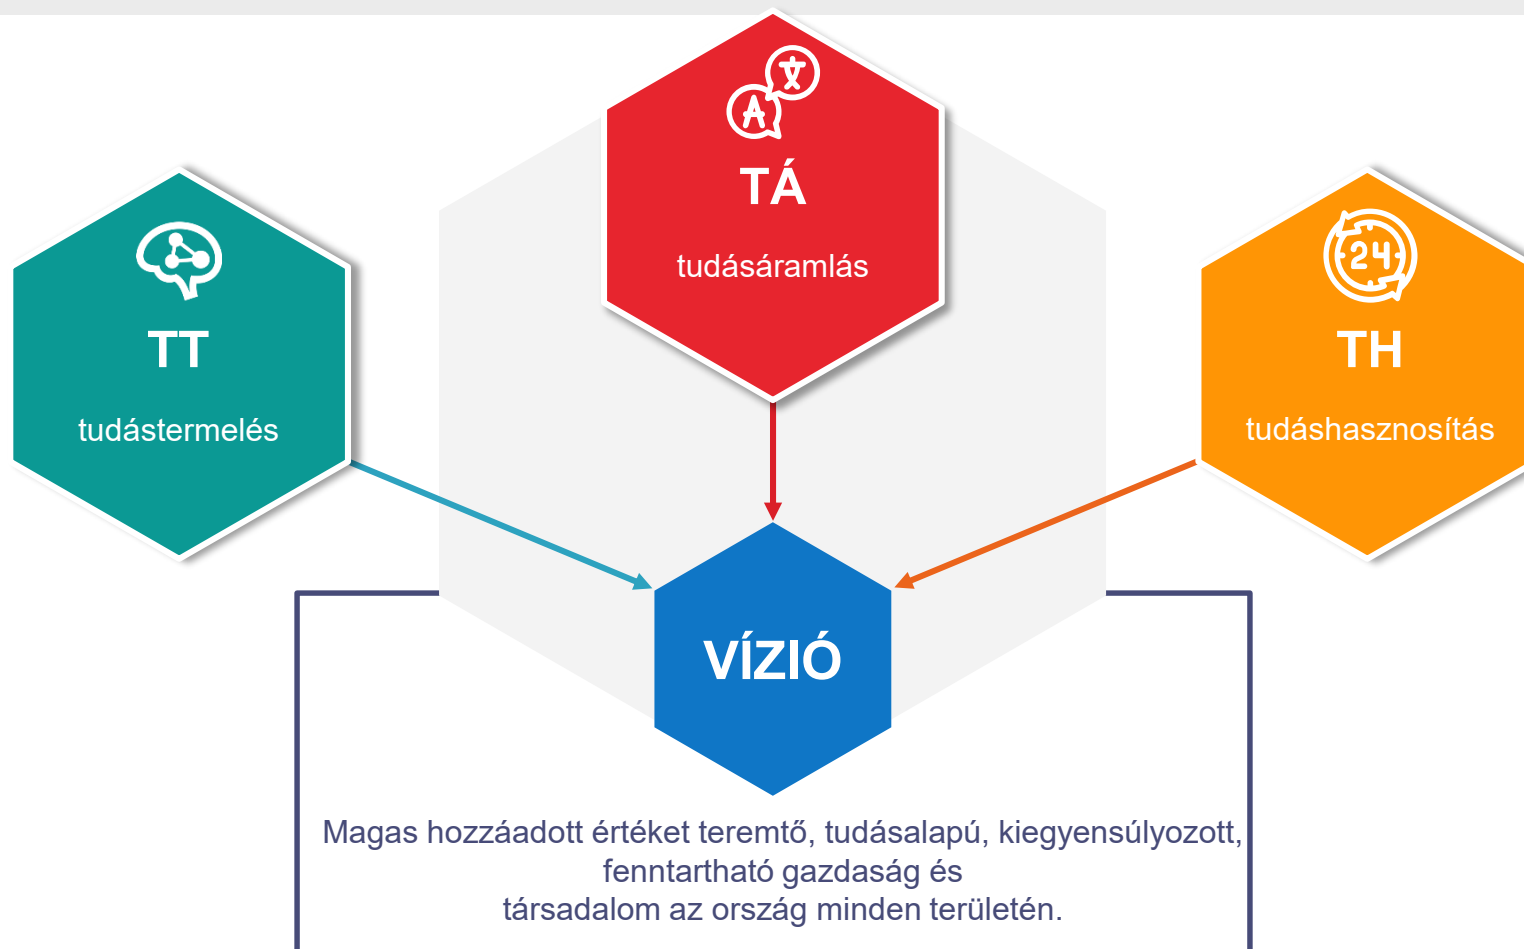 TÁ
tudásáramlás
TT
tudástermelés
24
TH
tudáshasznosítás
VÍZIÓ
Magas hozzáadott értéket teremtő, tudásalapú, kiegyensúlyozott,
fenntartható gazdaság és
társadalom az ország minden területén.